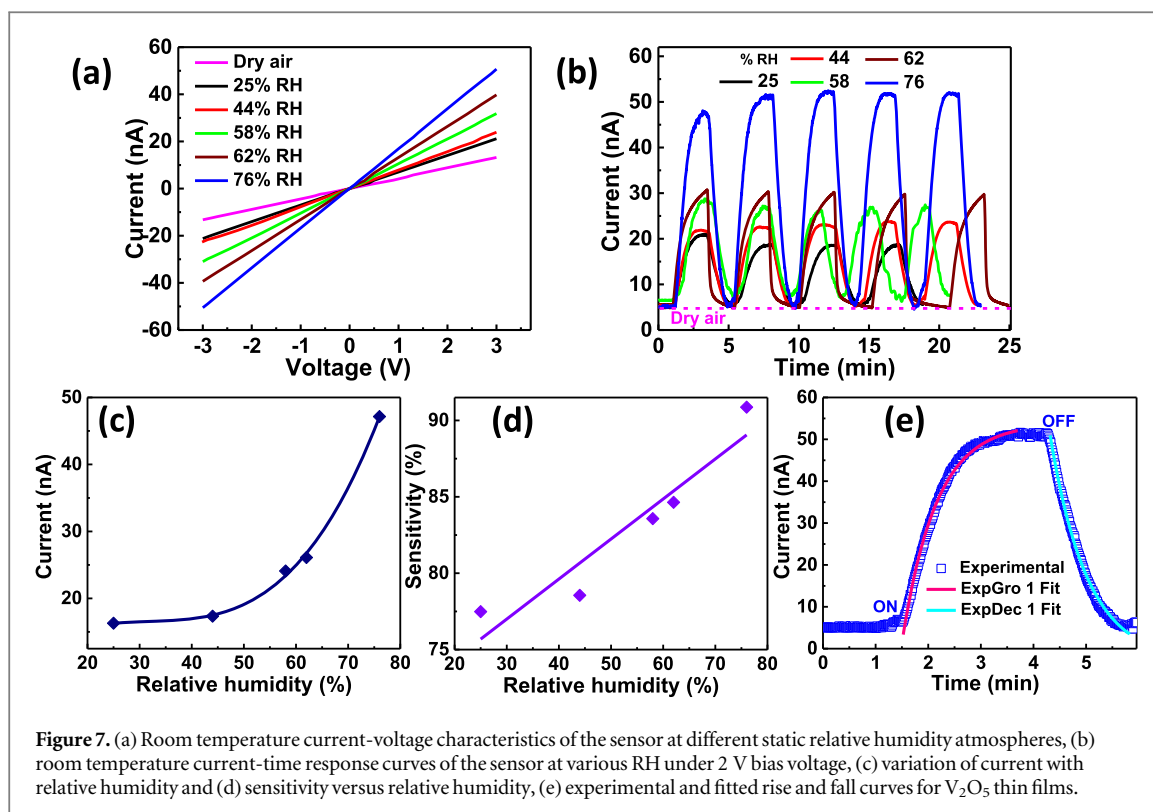 (a)
Dry air
25% RH
44% RH
58% RH
62% RH
76% RH
60
40
20
0
-20
-40
-60
Current (nA)
-3 -2 -1 0 1 2 3
Voltage (V)
(b)
% RH 44 62
25 58 76
60
50
40
30
20
10
0
Current (nA)
Dry air
0 5 10 15 20 25
Time (min)
(c)
50
40
30
20
Current (nA)
20 30 40 50 60 70 80
Relative humidity (%)
(d)
90
85
80
75
Sensitivity (%)
20 30 40 50 60 70 80
Relative humidity (%)
(e)
60
50
40
30
20
10
0
Current (nA)
OFF
ON
Experimental
ExpGro 1 Fit
ExpDec 1 Fit
0 1 2 3 4 5
Time (min)
Figure 7. (a) Room temperature current-voltage characteristics of the sensor at different static relative humidity atmospheres, (b)
room temperature current-time response curves of the sensor at various RH under 2 V bias voltage, (c) variation of current with
relative humidity and (d) sensitivity versus relative humidity, (e) experimental and fitted rise and fall curves for V₂O₅ thin films.